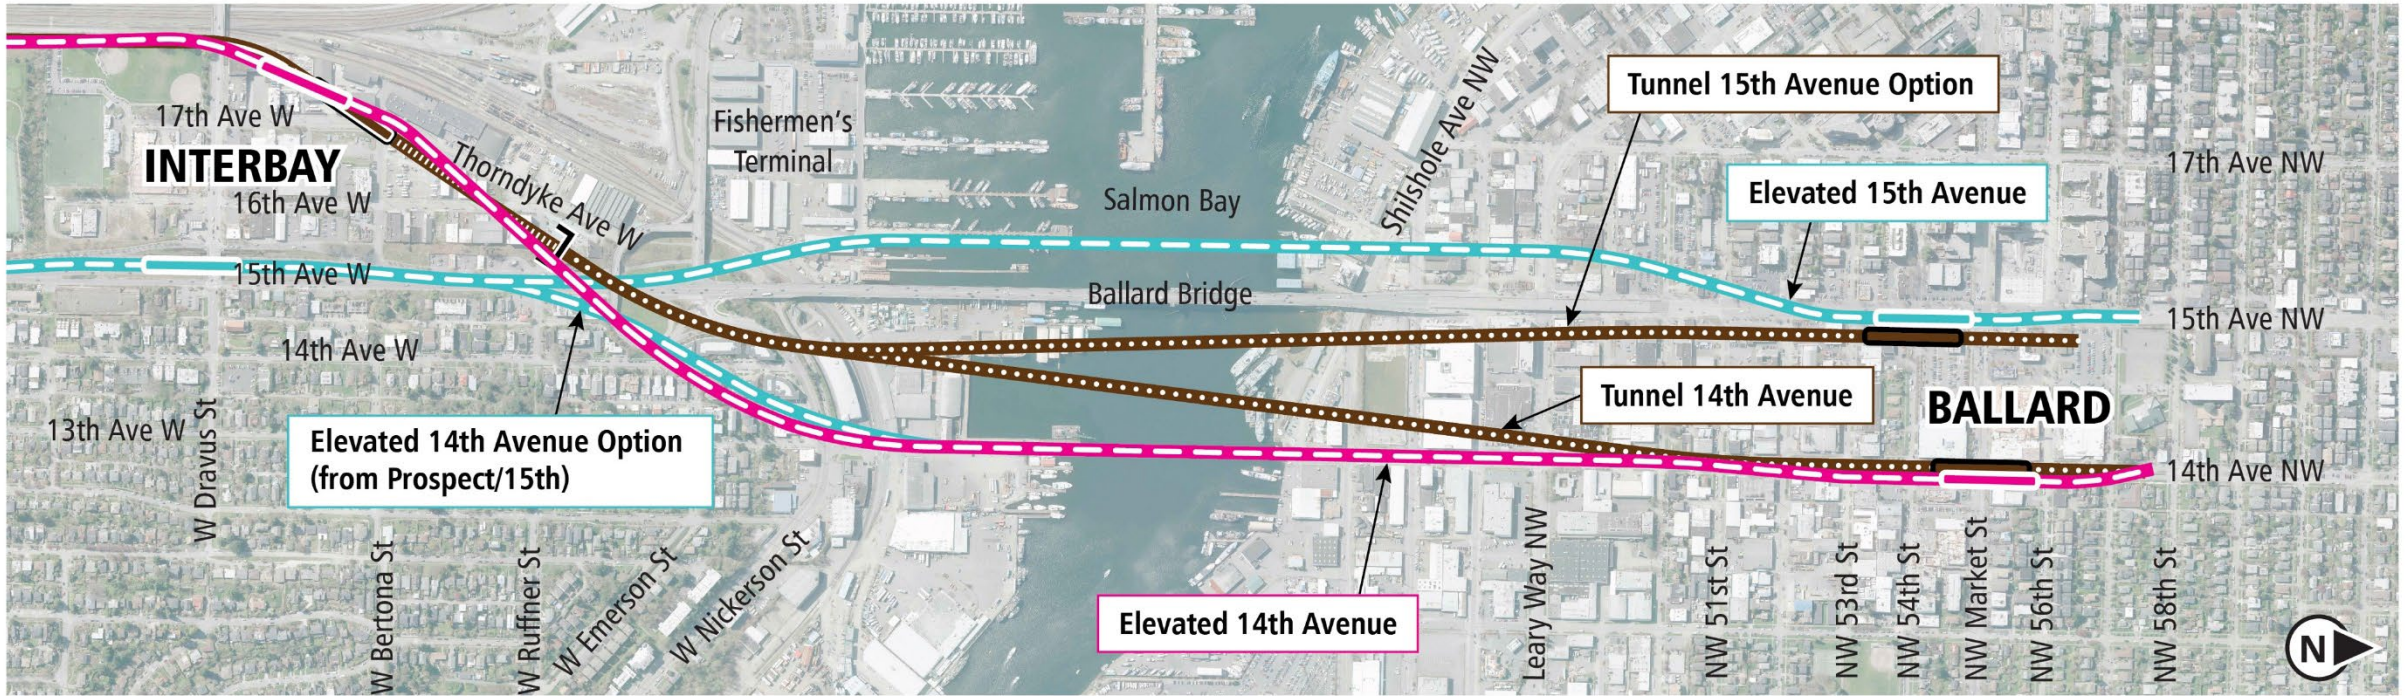 17th Ave W
INTERBAY
16th Ave W
15th Ave W
14th Ave W
13th Ave W
W Dravus St
Thorndyke Ave W
Fishermen's
Terminal
Elevated 14th Avenue Option
(from Prospect/15th)
W Bertona St
W Ruffner St
W Emerson St
W Nickerson St
Salmon Bay
Ballard Bridge
Shilshole Ave NW
Tunnel 15th Avenue Option
Elevated 15th Avenue
Tunnel 14th Avenue
Elevated 14th Avenue
BALLARD
17th Ave NW
15th Ave NW
14th Ave NW
Leary Way NW
NW 51st St
NW 53rd St
NW 54th St
NW Market St
NW 56th St
NW 58th St
N